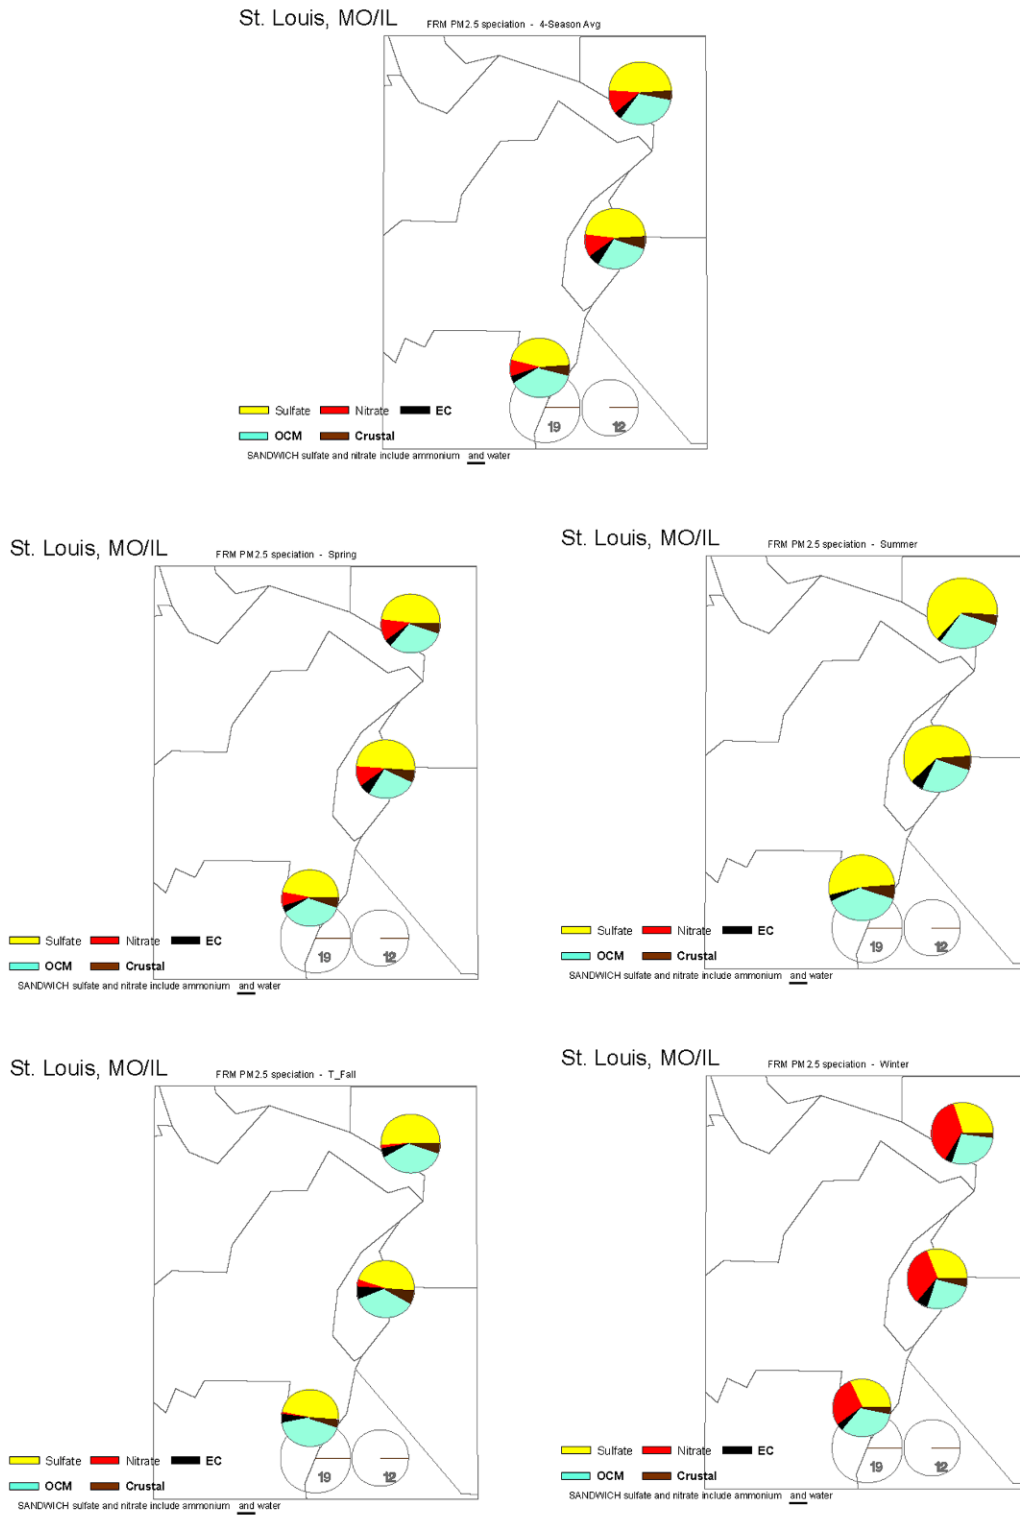 St. Louis, MO/IL
FRM PM2.5 speciation - 4-Season Avg
Sulfate Nitrate EC
OCM Crustal
19 12
SANDWICH sulfate and nitrate include ammonium and water
St. Louis, MO/IL
FRM PM2.5 speciation - Spring
Sulfate Nitrate EC
OCM Crustal
19 12
SANDWICH sulfate and nitrate include ammonium and water
St. Louis, MO/IL
FRM PM2.5 speciation - Summer
Sulfate Nitrate EC
OCM Crustal
19 12
SANDWICH sulfate and nitrate include ammonium and water
St. Louis, MO/IL
FRM PM2.5 speciation - T_Fall
Sulfate Nitrate EC
OCM Crustal
19 12
SANDWICH sulfate and nitrate include ammonium and water
St. Louis, MO/IL
FRM PM2.5 speciation - Winter
Sulfate Nitrate EC
OCM Crustal
19 12
SANDWICH sulfate and nitrate include ammonium and water